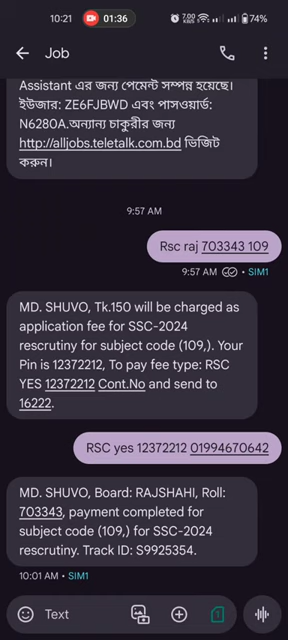 10:21
01:36
7.00 KB/S
74%
Job
Assistant এর জন্য পেমেন্ট সম্পন্ন হয়েছে।
ইউজার: ZE6FJBWD এবং পাসওয়ার্ড:
N6280A.অন্যান্য চাকুরীর জন্য
http://alljobs.teletalk.com.bd ভিজিট
করুন।
9:57 AM
Rsc raj 703343 109
9:57 AM • SIM1
MD. SHUVO, Tk.150 will be charged as
application fee for SSC-2024
rescrutiny for subject code (109,). Your
Pin is 12372212, To pay fee type: RSC
YES 12372212 Cont.No and send to
16222.
RSC yes 12372212 01994670642
MD. SHUVO, Board: RAJSHAHI, Roll:
703343, payment completed for
subject code (109,) for SSC-2024
rescrutiny. Track ID: S9925354.
10:01 AM • SIM1
Text
1